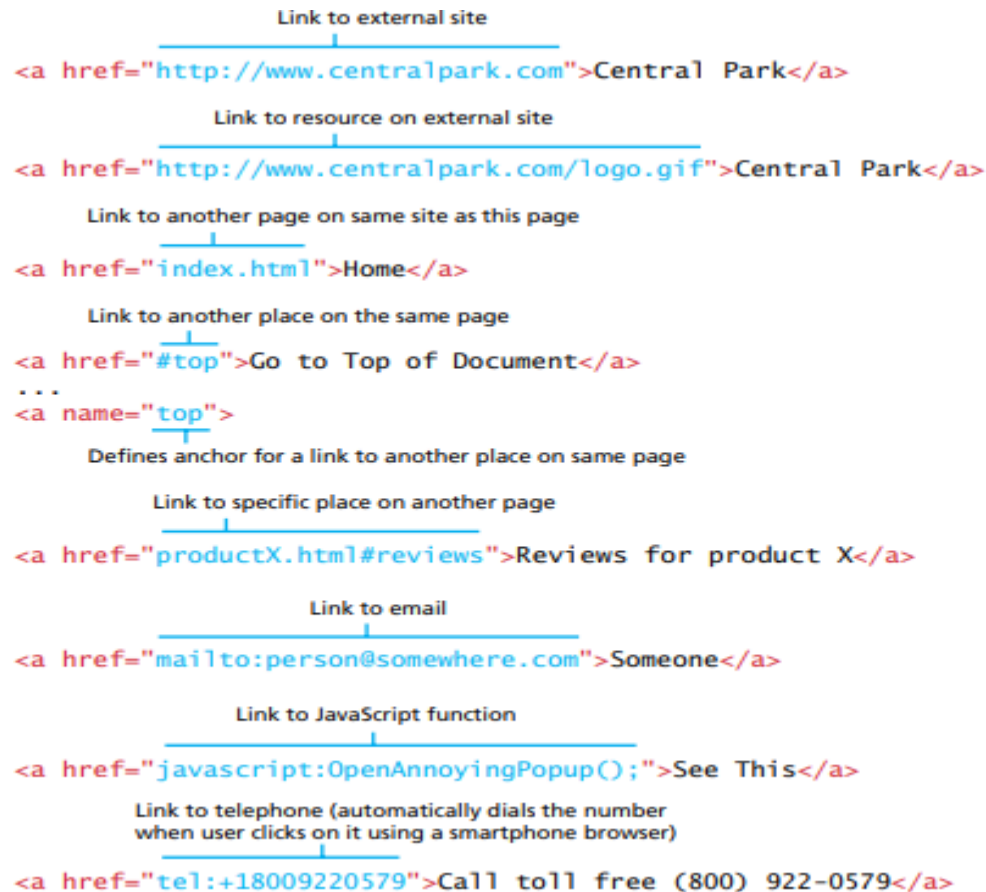 Link to external site
<a href="http://www.centralpark.com">Central Park</a>
Link to resource on external site
<a href="http://www.centralpark.com/logo.gif">Central Park</a>
Link to another page on same site as this page
<a href="index.html">Home</a>
Link to another place on the same page
<a href="#top">Go to Top of Document</a>
...
<a name="top">
Defines anchor for a link to another place on same page
Link to specific place on another page
<a href="productX.html#reviews">Reviews for product X</a>
Link to email
<a href="mailto:person@somewhere.com">Someone</a>
Link to JavaScript function
<a href="javascript:OpenAnnoyingPopup();">See This</a>
Link to telephone (automatically dials the number
when user clicks on it using a smartphone browser)
<a href="tel:+18009220579">Call toll free (800) 922-0579</a>